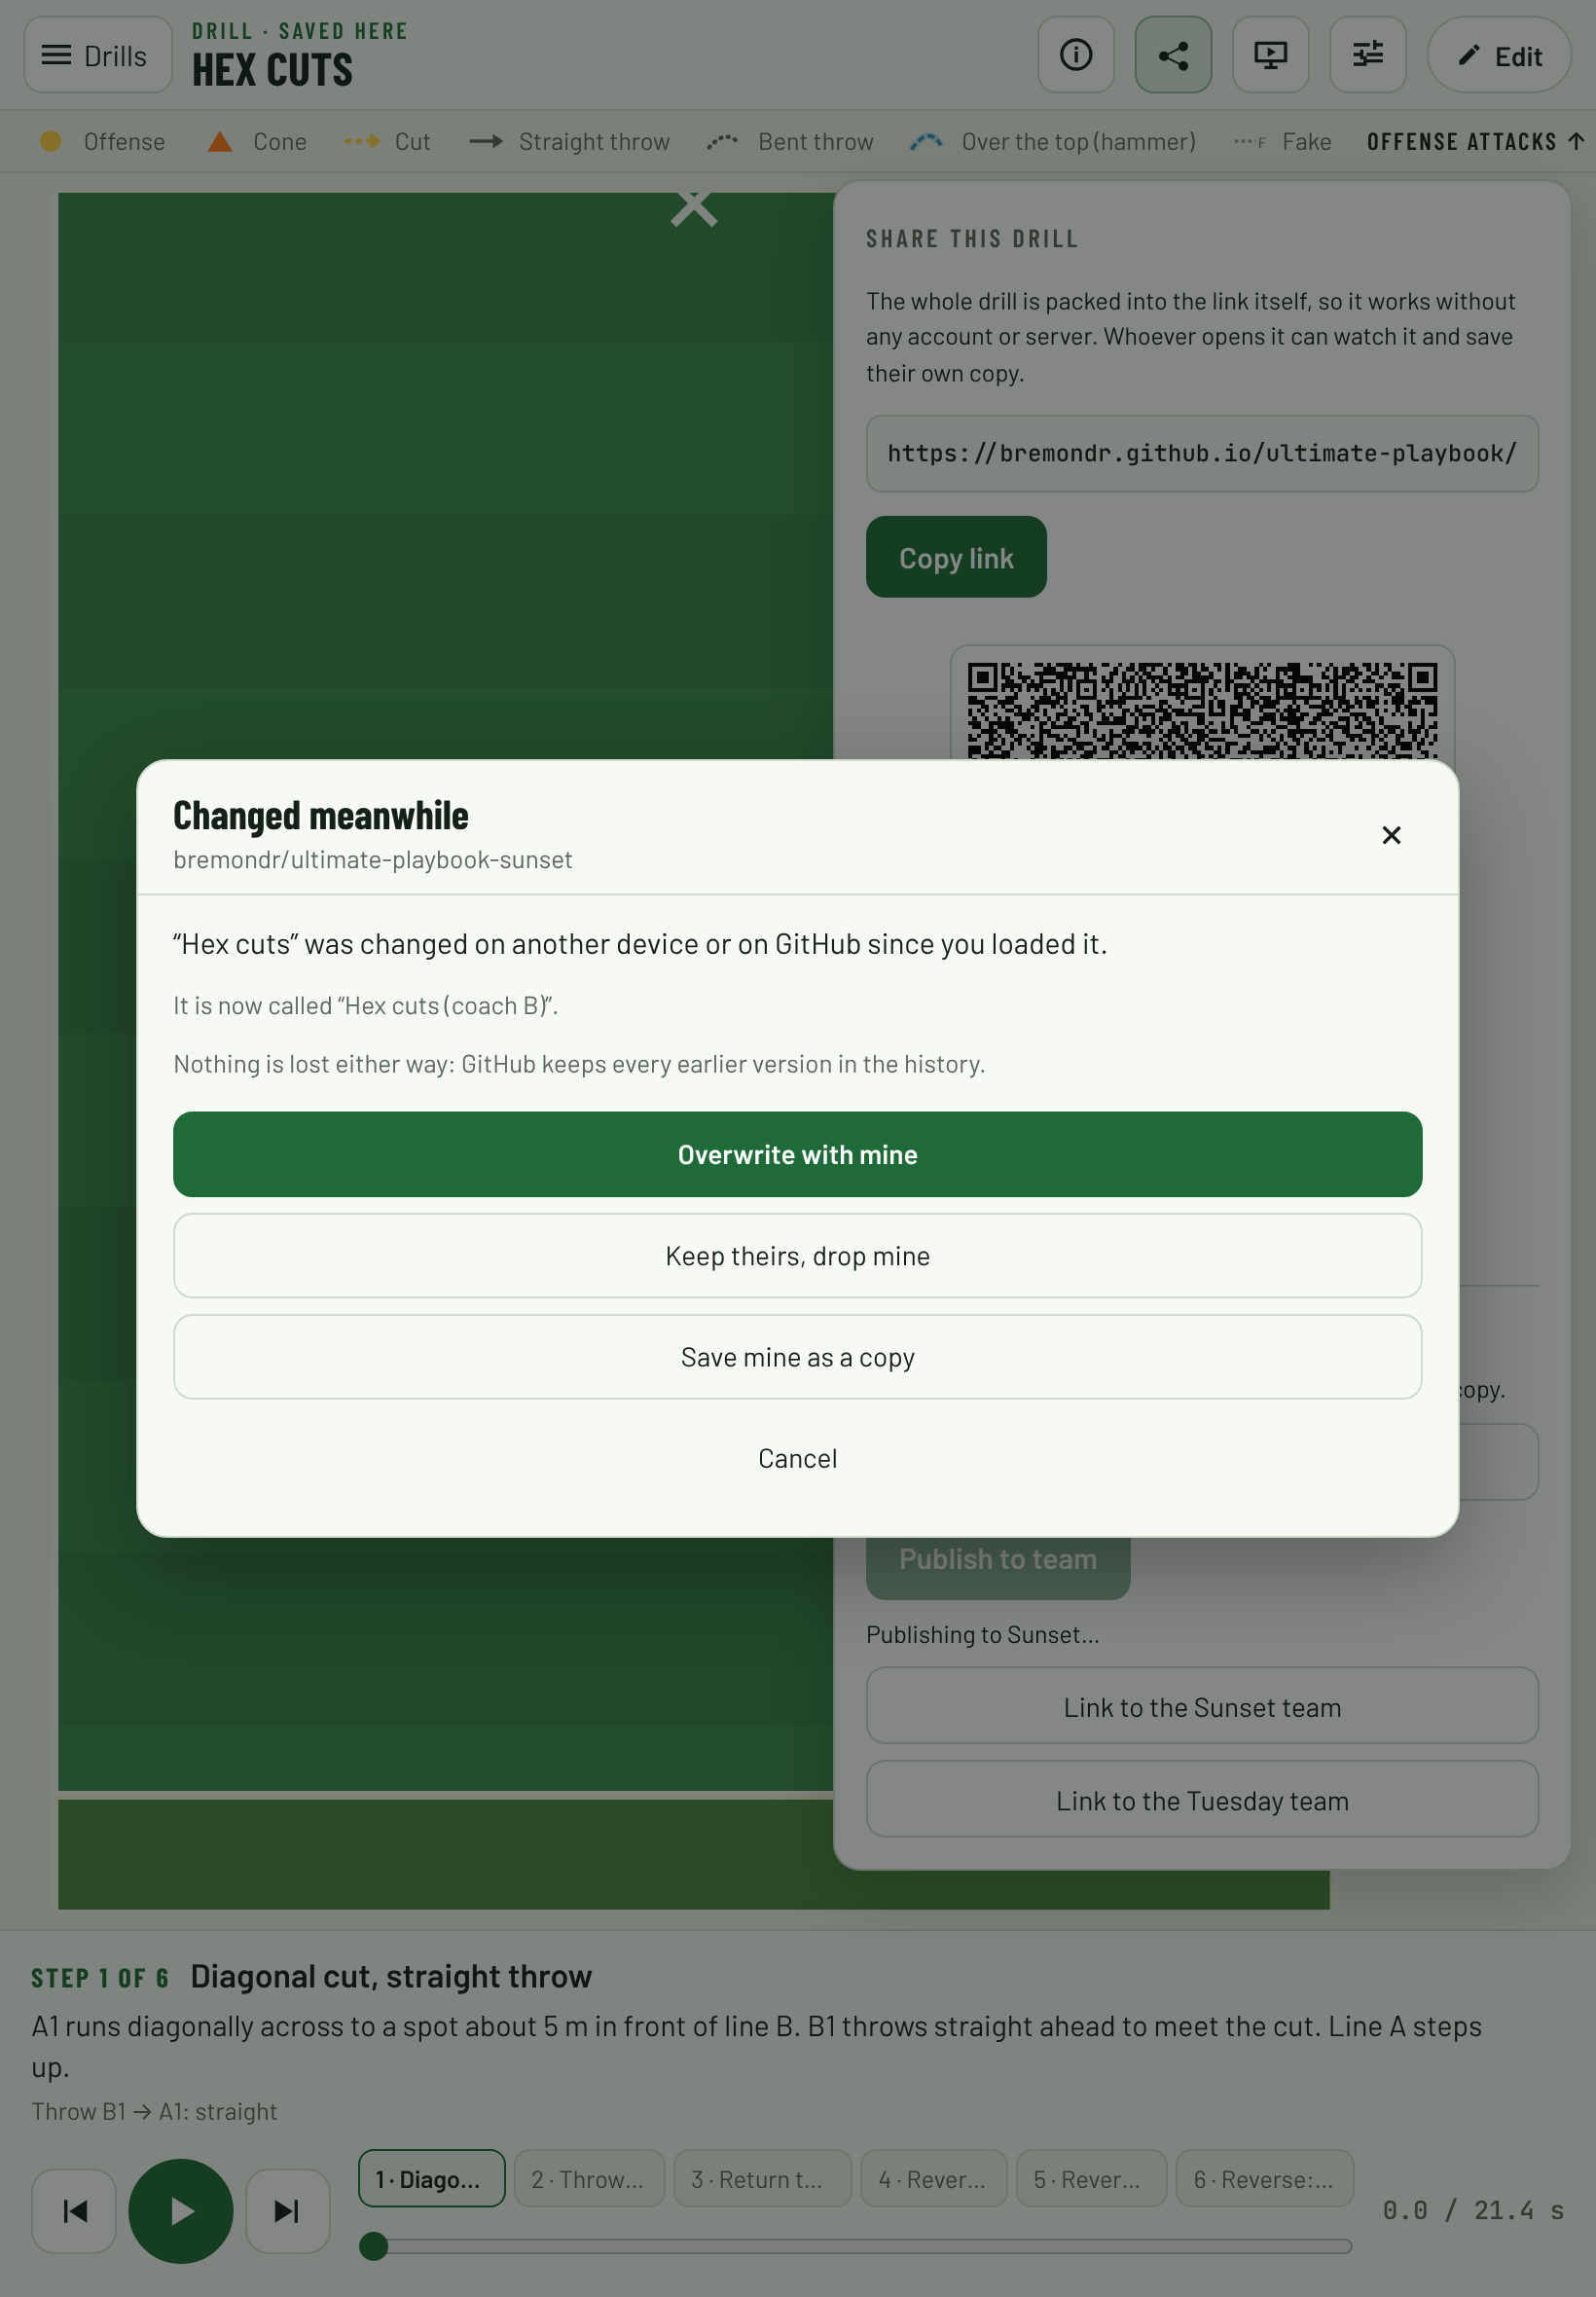 Drills
DRILL · SAVED HERE
HEX CUTS
Edit
Offense
Cone
Cut
Straight throw
Bent throw
Over the top (hammer)
F Fake
OFFENSE ATTACKS ↑
SHARE THIS DRILL
The whole drill is packed into the link itself, so it works without
any account or server. Whoever opens it can watch it and save
their own copy.
https://bremondr.github.io/ultimate-playbook/
Copy link
Changed meanwhile
bremondr/ultimate-playbook-sunset
“Hex cuts” was changed on another device or on GitHub since you loaded it.
It is now called “Hex cuts (coach B)”.
Nothing is lost either way: GitHub keeps every earlier version in the history.
Overwrite with mine
Keep theirs, drop mine
Save mine as a copy
Cancel
copy.
Publish to team
Publishing to Sunset…
Link to the Sunset team
Link to the Tuesday team
STEP 1 OF 6 Diagonal cut, straight throw
A1 runs diagonally across to a spot about 5 m in front of line B. B1 throws straight ahead to meet the cut. Line A steps
up.
Throw B1 → A1: straight
1 · Diago…
2 · Throw…
3 · Return t…
4 · Rever…
5 · Rever…
6 · Reverse:…
0.0 / 21.4 s